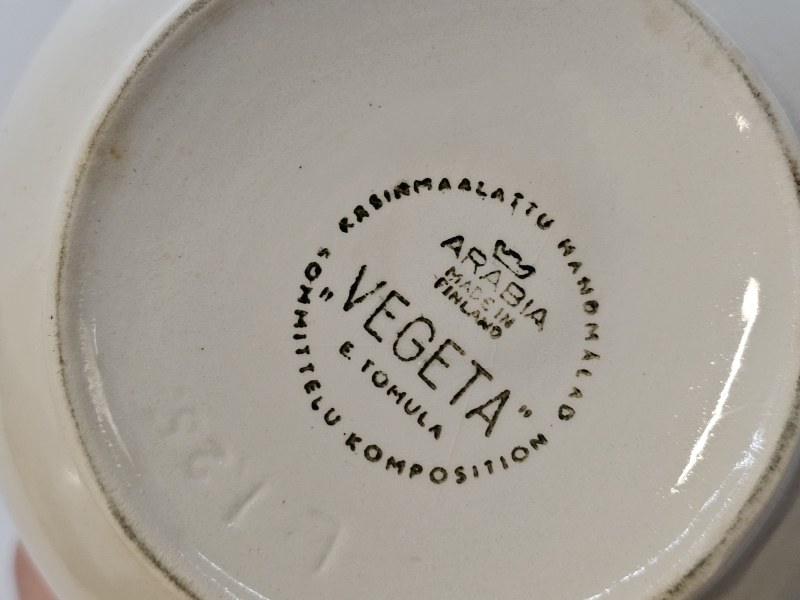 KÄSINMAALATTU HANDMÅLAD
SOMMITTELU KOMPOSITION
ARABIA
MADE IN
FINLAND
"VEGETA"
E. TOMULA